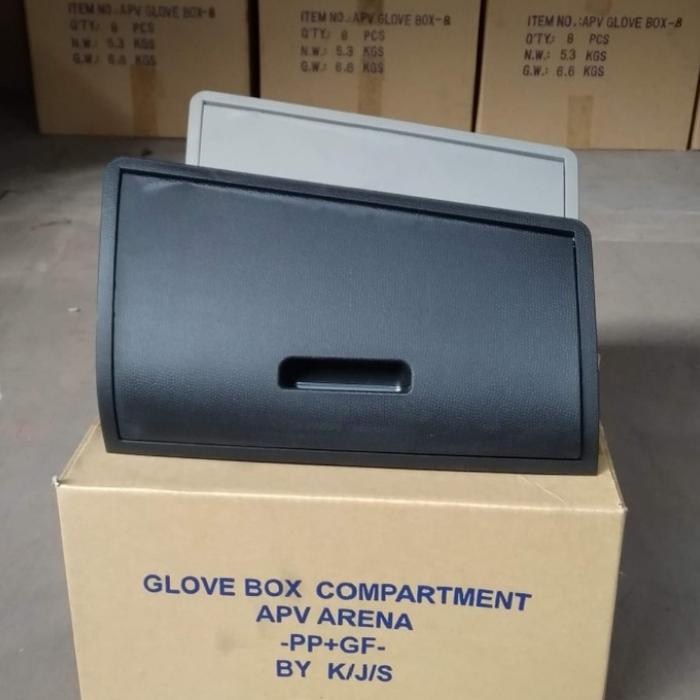 ITEM NO.:APV GLOVE BOX-8
Q'TY: 8 PCS
N.W.: 5.3 KGS
G.W.: 6.6 KGS
ITEM NO.:APV GLOVE BOX-8
Q'TY: 8 PCS
N.W.: 5.3 KGS
G.W.: 6.6 KGS
ITEM NO.:APV GLOVE BOX-8
Q'TY: 8 PCS
N.W.: 5.3 KGS
G.W.: 6.6 KGS
GLOVE BOX COMPARTMENT
APV ARENA
-PP+GF-
BY K/J/S